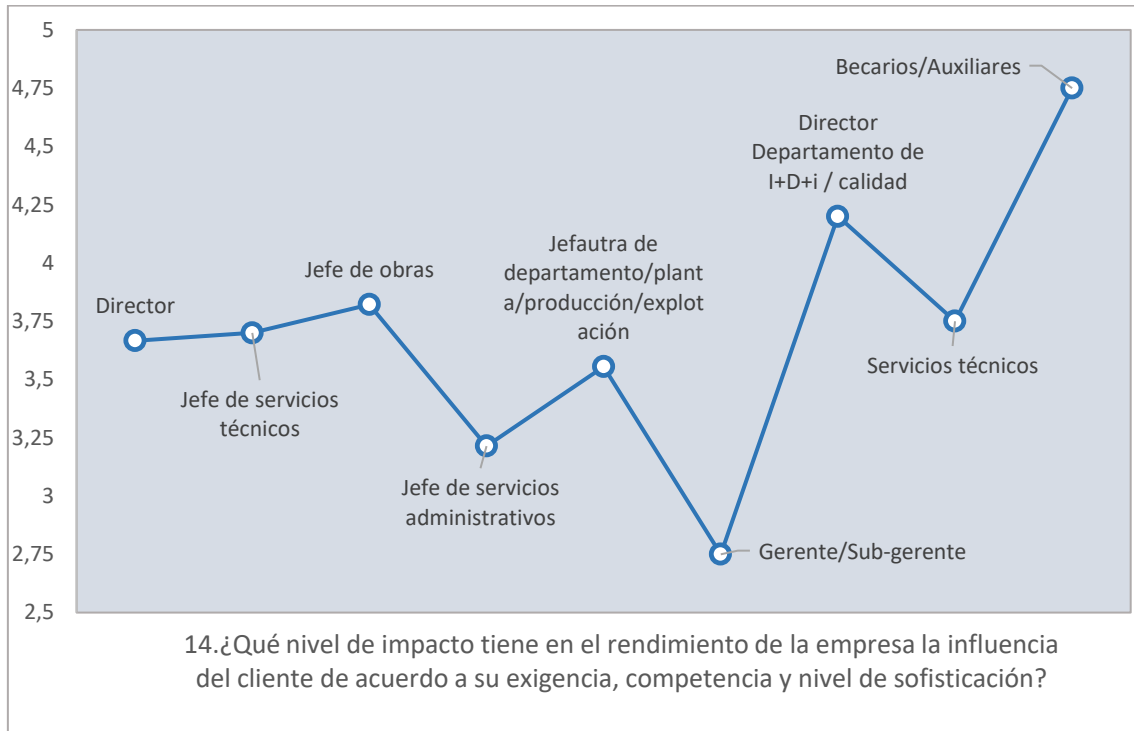 5
4,75
4,5
4,25
4
3,75
3,5
3,25
3
2,75
2,5
Director
Jefe de servicios
técnicos
Jefe de obras
Jefe de servicios
administrativos
Jefautra de
departamento/plant
a/producción/explot
ación
Gerente/Sub-gerente
Director
Departamento de
I+D+i / calidad
Servicios técnicos
Becarios/Auxiliares
14.¿Qué nivel de impacto tiene en el rendimiento de la empresa la influencia
del cliente de acuerdo a su exigencia, competencia y nivel de sofisticación?